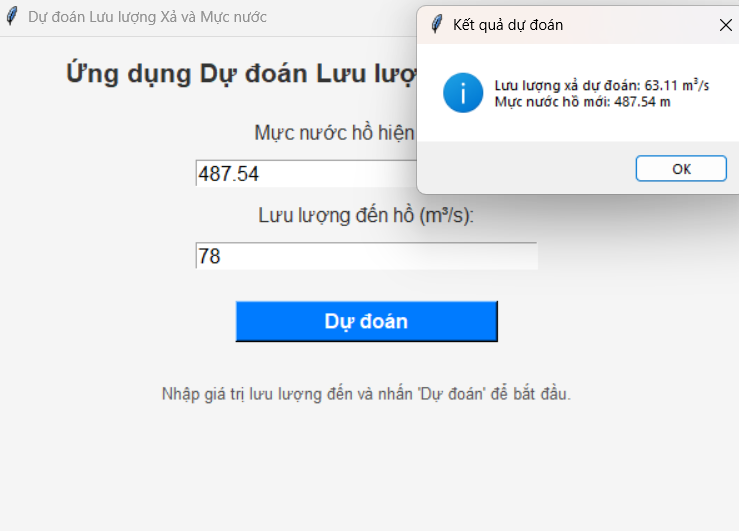 Dự đoán Lưu lượng Xả và Mực nước
Ứng dụng Dự đoán Lưu
Mực nước hồ hiện
487.54
Lưu lượng đến hồ (m³/s):
78
Dự đoán
Nhập giá trị lưu lượng đến và nhấn 'Dự đoán' để bắt đầu.
Kết quả dự đoán
Lưu lượng xả dự đoán: 63.11 m³/s
Mực nước hồ mới: 487.54 m
OK